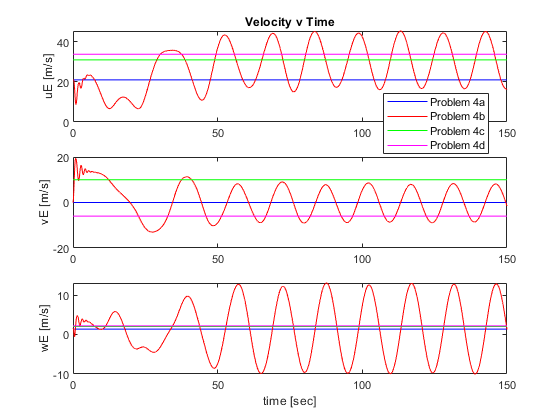 Velocity v Time
uE [m/s]
40
20
0
0
50
100
150
Problem 4a
Problem 4b
Problem 4c
Problem 4d
vE [m/s]
20
0
-20
0
50
100
150
wE [m/s]
10
0
-10
0
50
100
150
time [sec]